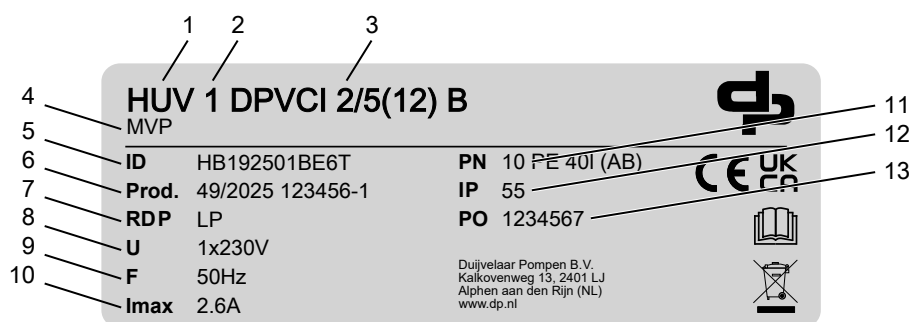 1 2 3
HUV 1 DPVCI 2/5(12) B
dp
4 MVP
5 ID HB192501BE6T PN 10 PE 40l (AB) 11
6 Prod. 49/2025 123456-1 IP 55 12
CE UK CA
7 RDP LP PO 1234567 13
8 U 1x230V
9 F 50Hz
10 Imax 2.6A
Duijvelaar Pompen B.V.
Kalkovenweg 13, 2401 LJ
Alphen aan den Rijn (NL)
www.dp.nl